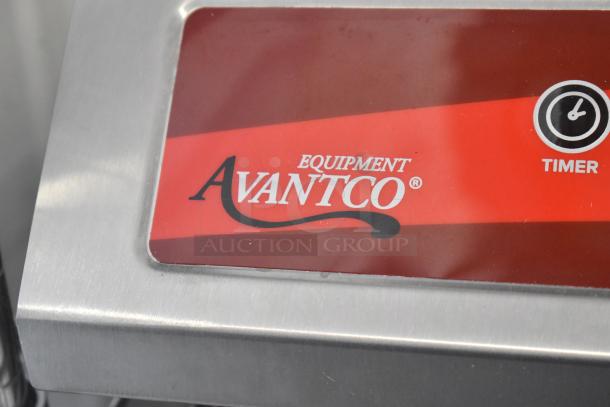 EQUIPMENT
AVANTCO®
TIMER
AUCTION GROUP